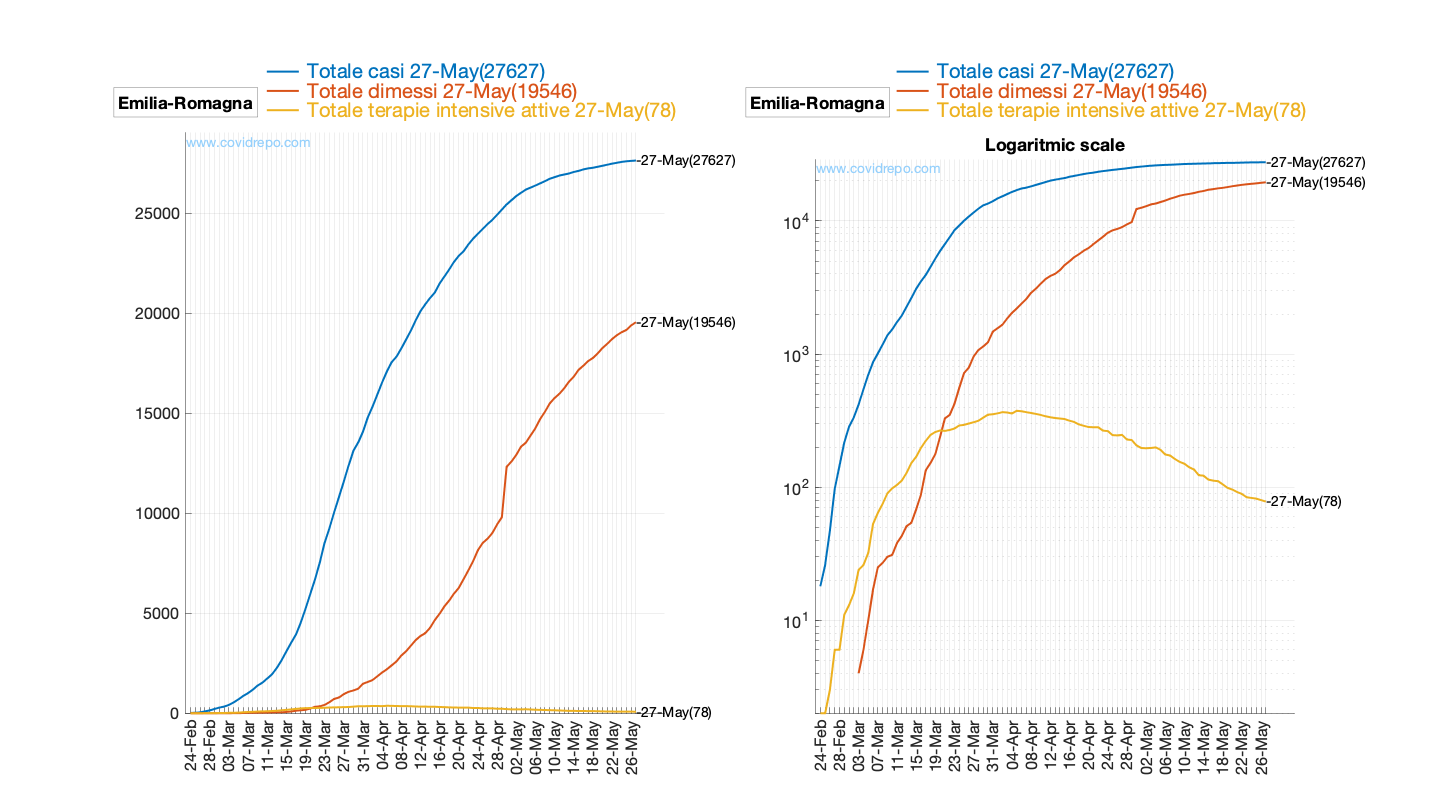 Totale casi 27-May(27627)
Totale dimessi 27-May(19546)
Totale terapie intensive attive 27-May(78)
Emilia-Romagna
www.covidrepo.com
-27-May(27627)
-27-May(19546)
-27-May(78)
25000
20000
15000
10000
5000
0
24-Feb
28-Feb
03-Mar
07-Mar
11-Mar
15-Mar
19-Mar
23-Mar
27-Mar
31-Mar
04-Apr
08-Apr
12-Apr
16-Apr
20-Apr
24-Apr
28-Apr
02-May
06-May
10-May
14-May
18-May
22-May
26-May
Totale casi 27-May(27627)
Totale dimessi 27-May(19546)
Totale terapie intensive attive 27-May(78)
Emilia-Romagna
Logaritmic scale
www.covidrepo.com
-27-May(27627)
-27-May(19546)
-27-May(78)
10⁴
10³
10²
10¹
24-Feb
28-Feb
03-Mar
07-Mar
11-Mar
15-Mar
19-Mar
23-Mar
27-Mar
31-Mar
04-Apr
08-Apr
12-Apr
16-Apr
20-Apr
24-Apr
28-Apr
02-May
06-May
10-May
14-May
18-May
22-May
26-May